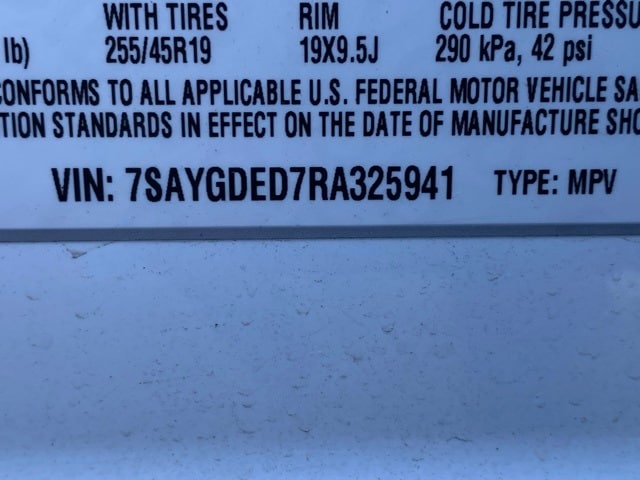 WITH TIRES RIM COLD TIRE PRESSU
lb) 255/45R19 19X9.5J 290 kPa, 42 psi
CONFORMS TO ALL APPLICABLE U.S. FEDERAL MOTOR VEHICLE SA
TION STANDARDS IN EFFECT ON THE DATE OF MANUFACTURE SHO
VIN: 7SAYGDED7RA325941 TYPE: MPV